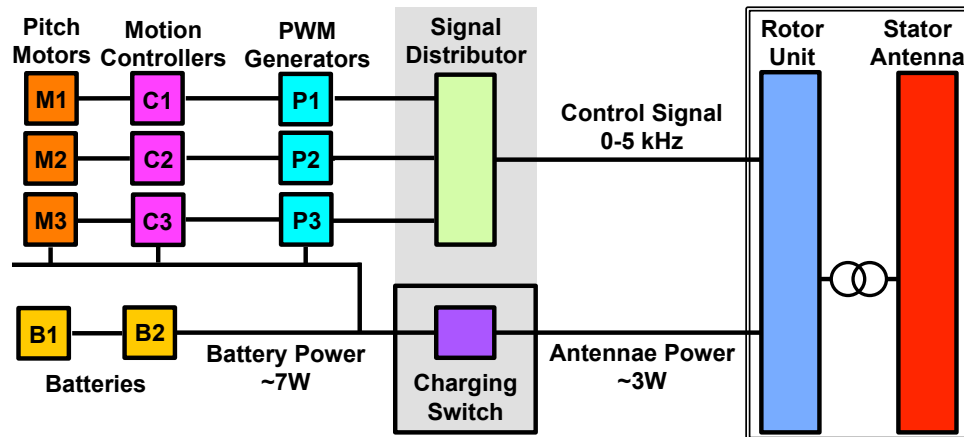 Pitch
Motors
Motion
Controllers
PWM
Generators
Signal
Distributor
Rotor
Unit
Stator
Antenna
M1
C1
P1
M2
C2
P2
M3
C3
P3
Control Signal
0-5 kHz
B1
B2
Batteries
Battery Power
~7W
Charging
Switch
Antennae Power
~3W